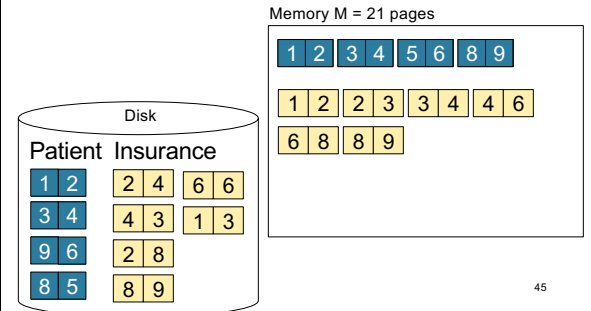 Memory M = 21 pages
1 2 3 4 5 6 8 9
1 2 2 3 3 4 4 6
6 8 8 9
Disk
Patient Insurance
1 2 2 4 6 6
3 4 4 3 1 3
9 6 2 8
8 5 8 9
45